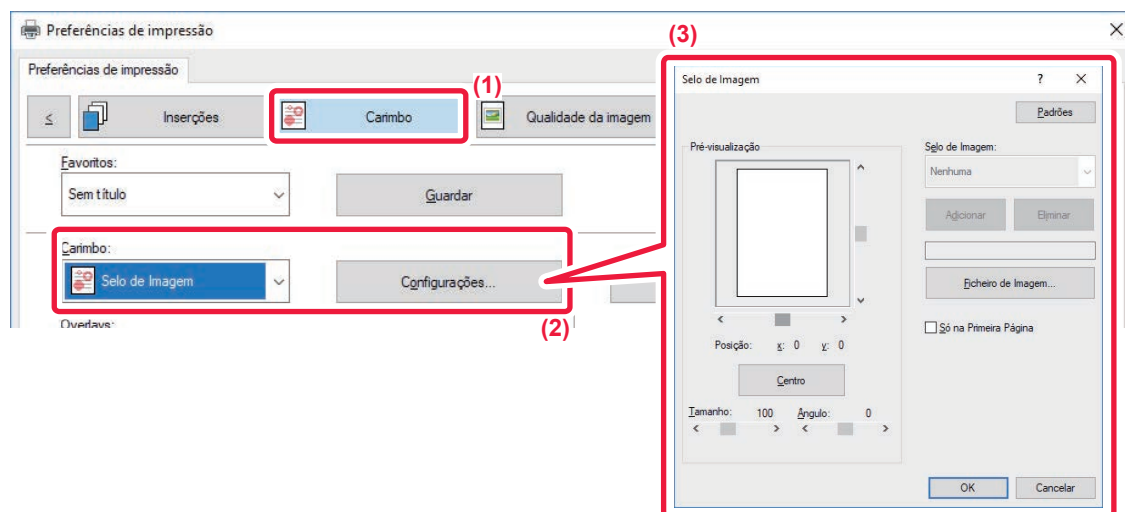 Preferências de impressão
Preferências de impressão
(1)
<
Inserções
Carimbo
Qualidade da imagem
Favoritos:
Sem título
Guardar
Carimbo:
Selo de Imagem
Configurações...
(2)
Overlays:
(3)
Selo de Imagem
? ×
Padrões
Pré-visualização
Posição: x: 0 y: 0
Centro
Tamanho: 100 Ângulo: 0
Selo de Imagem:
Nenhuma
Adicionar Eliminar
Ficheiro de Imagem...
Só na Primeira Página
OK Cancelar